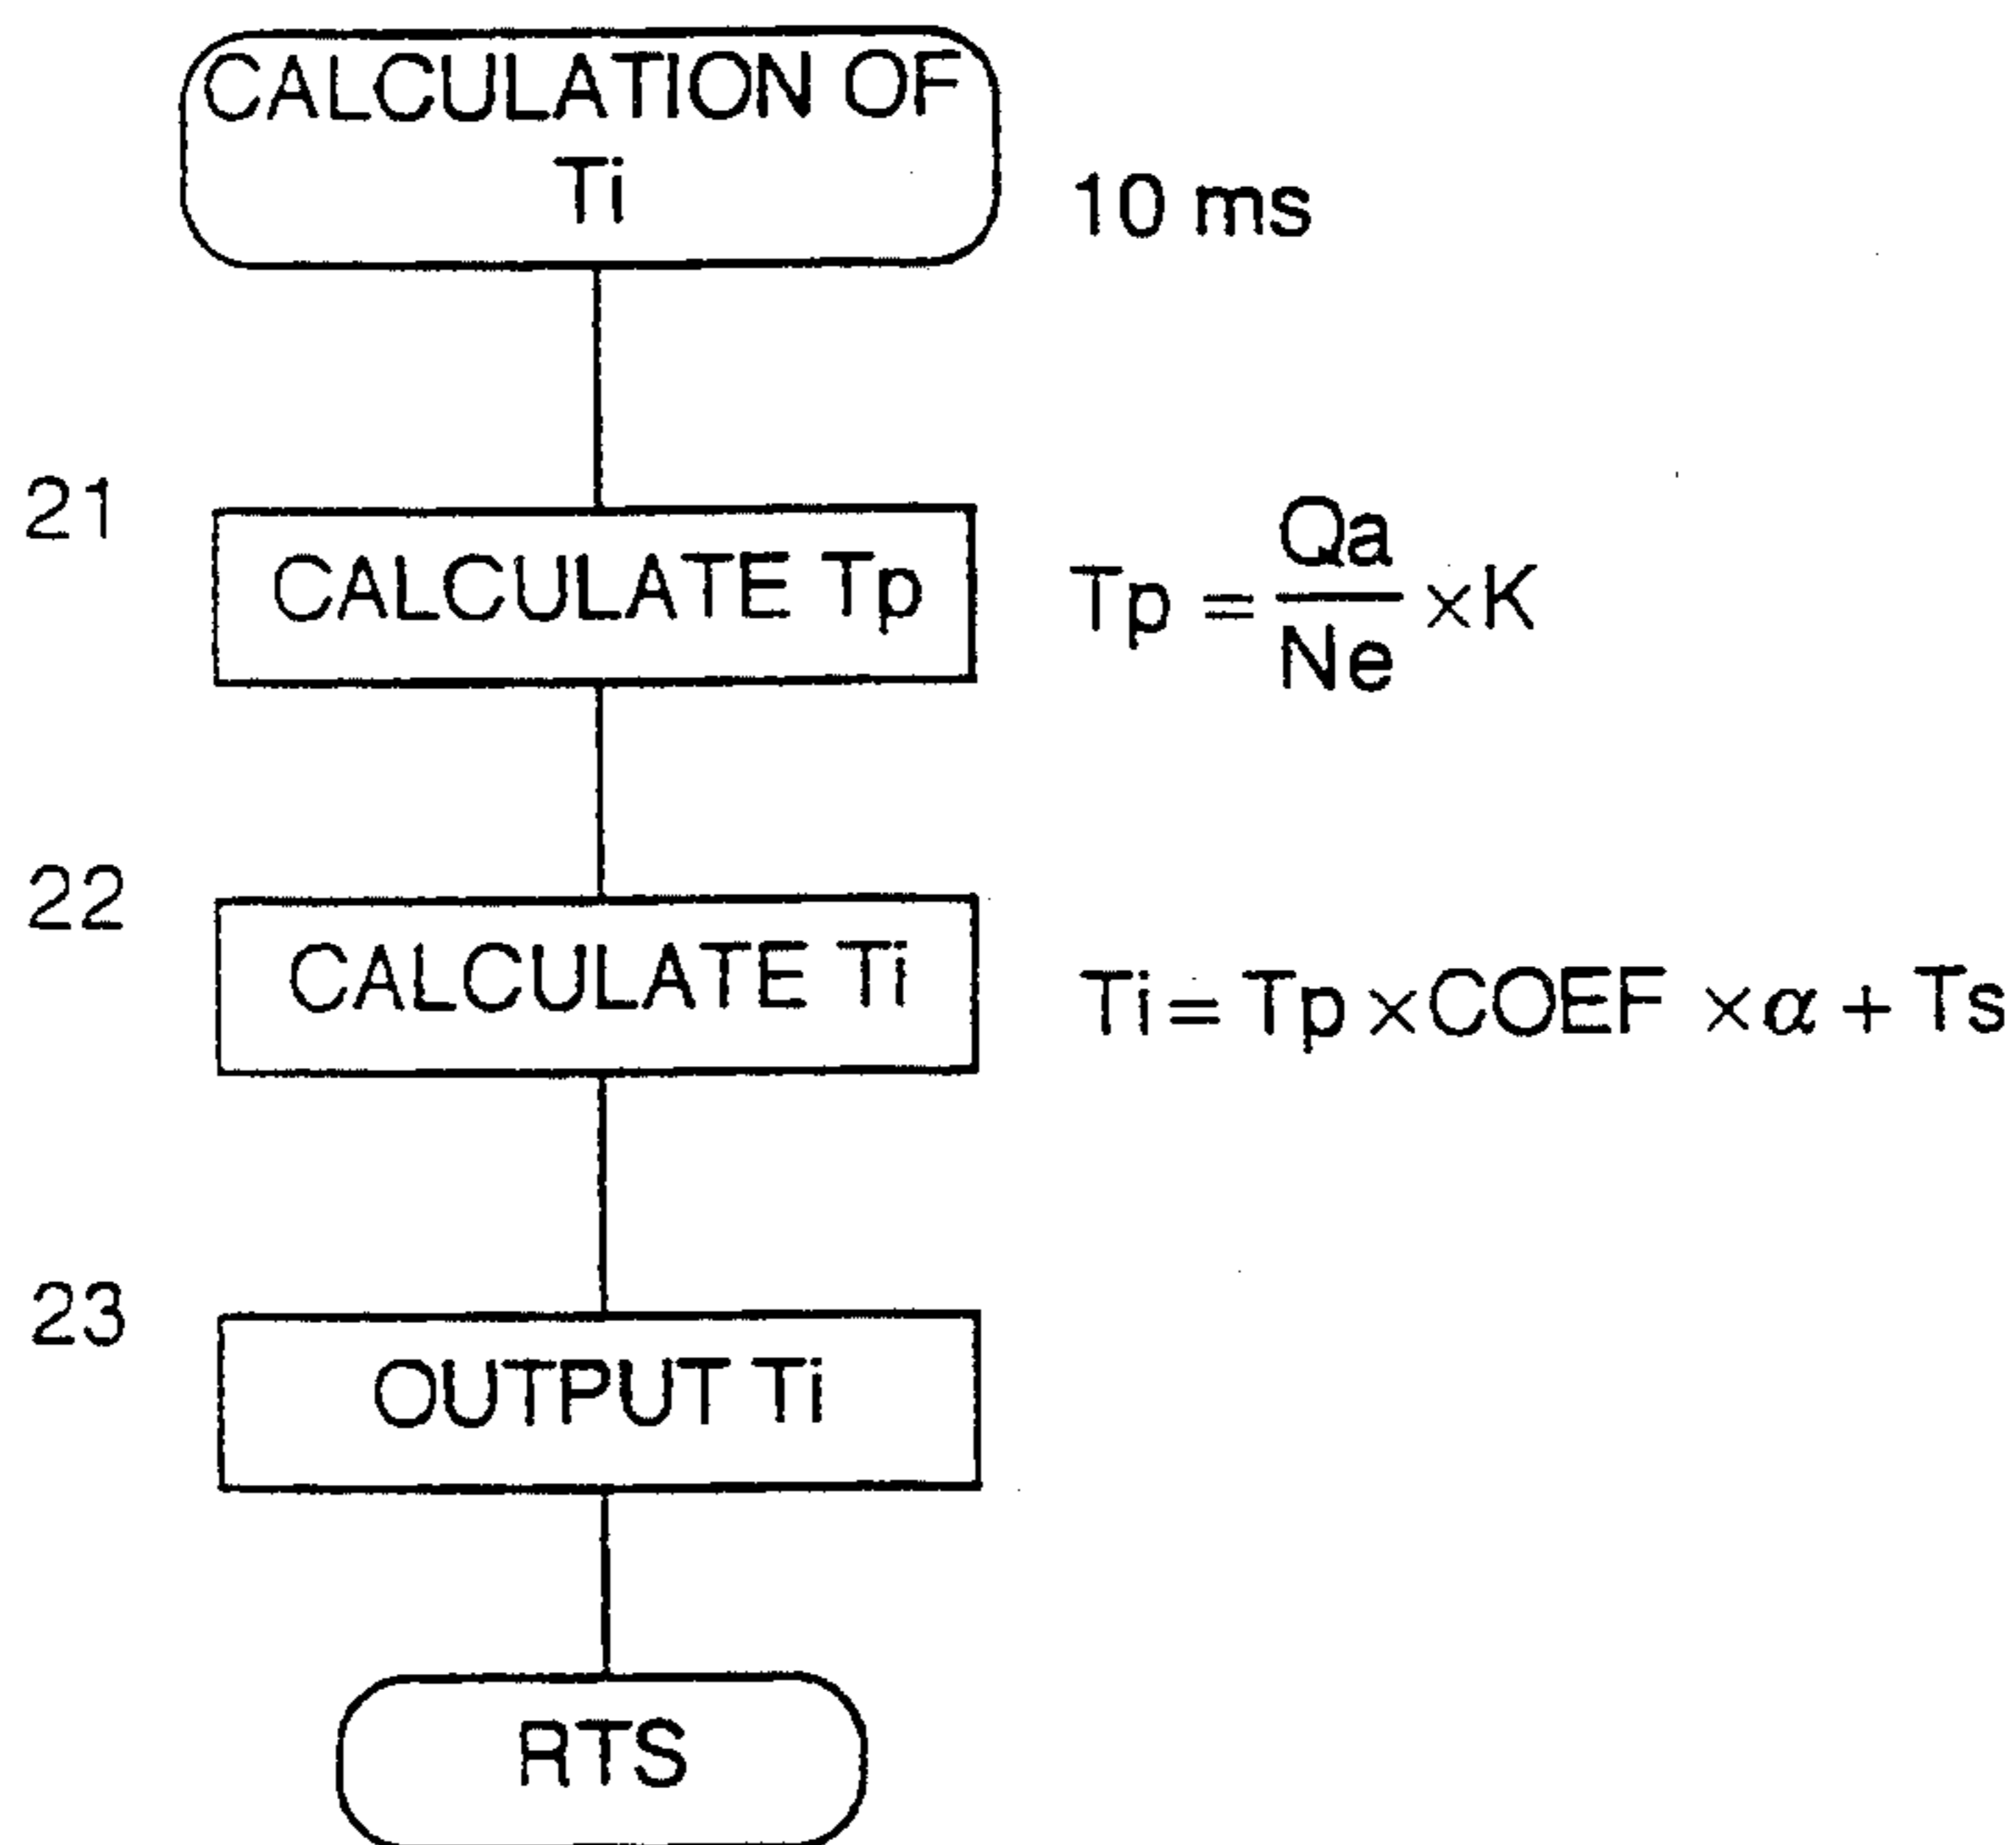 CALCULATION OF
Ti
10 ms
21
CALCULATE Tp
Tp = Qa/Ne ×K
22
CALCULATE Ti
Ti = Tp ×COEF ×α + Ts
23
OUTPUT Ti
RTS